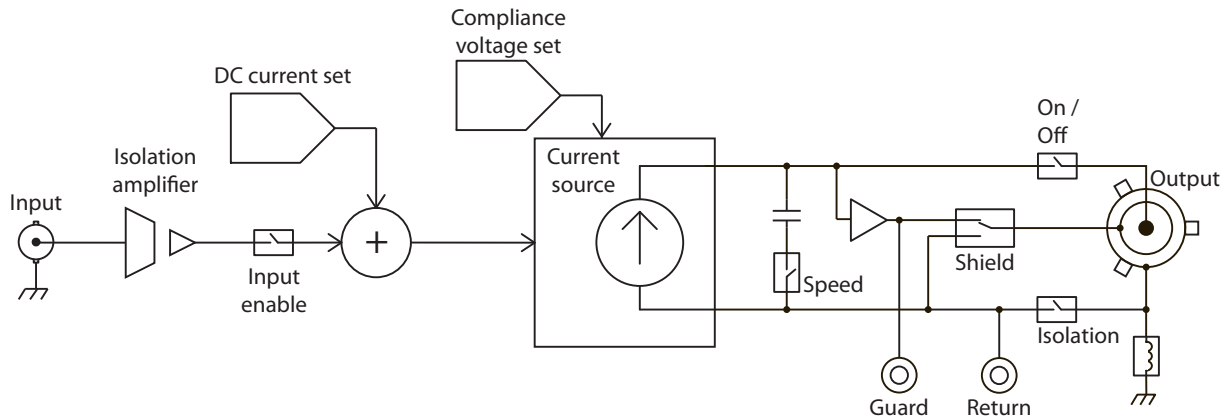 Compliance
voltage set
DC current set
On /
Off
Isolation
amplifier
Current
source
Output
Input
+
Input
enable
Speed
Shield
Isolation
Guard
Return